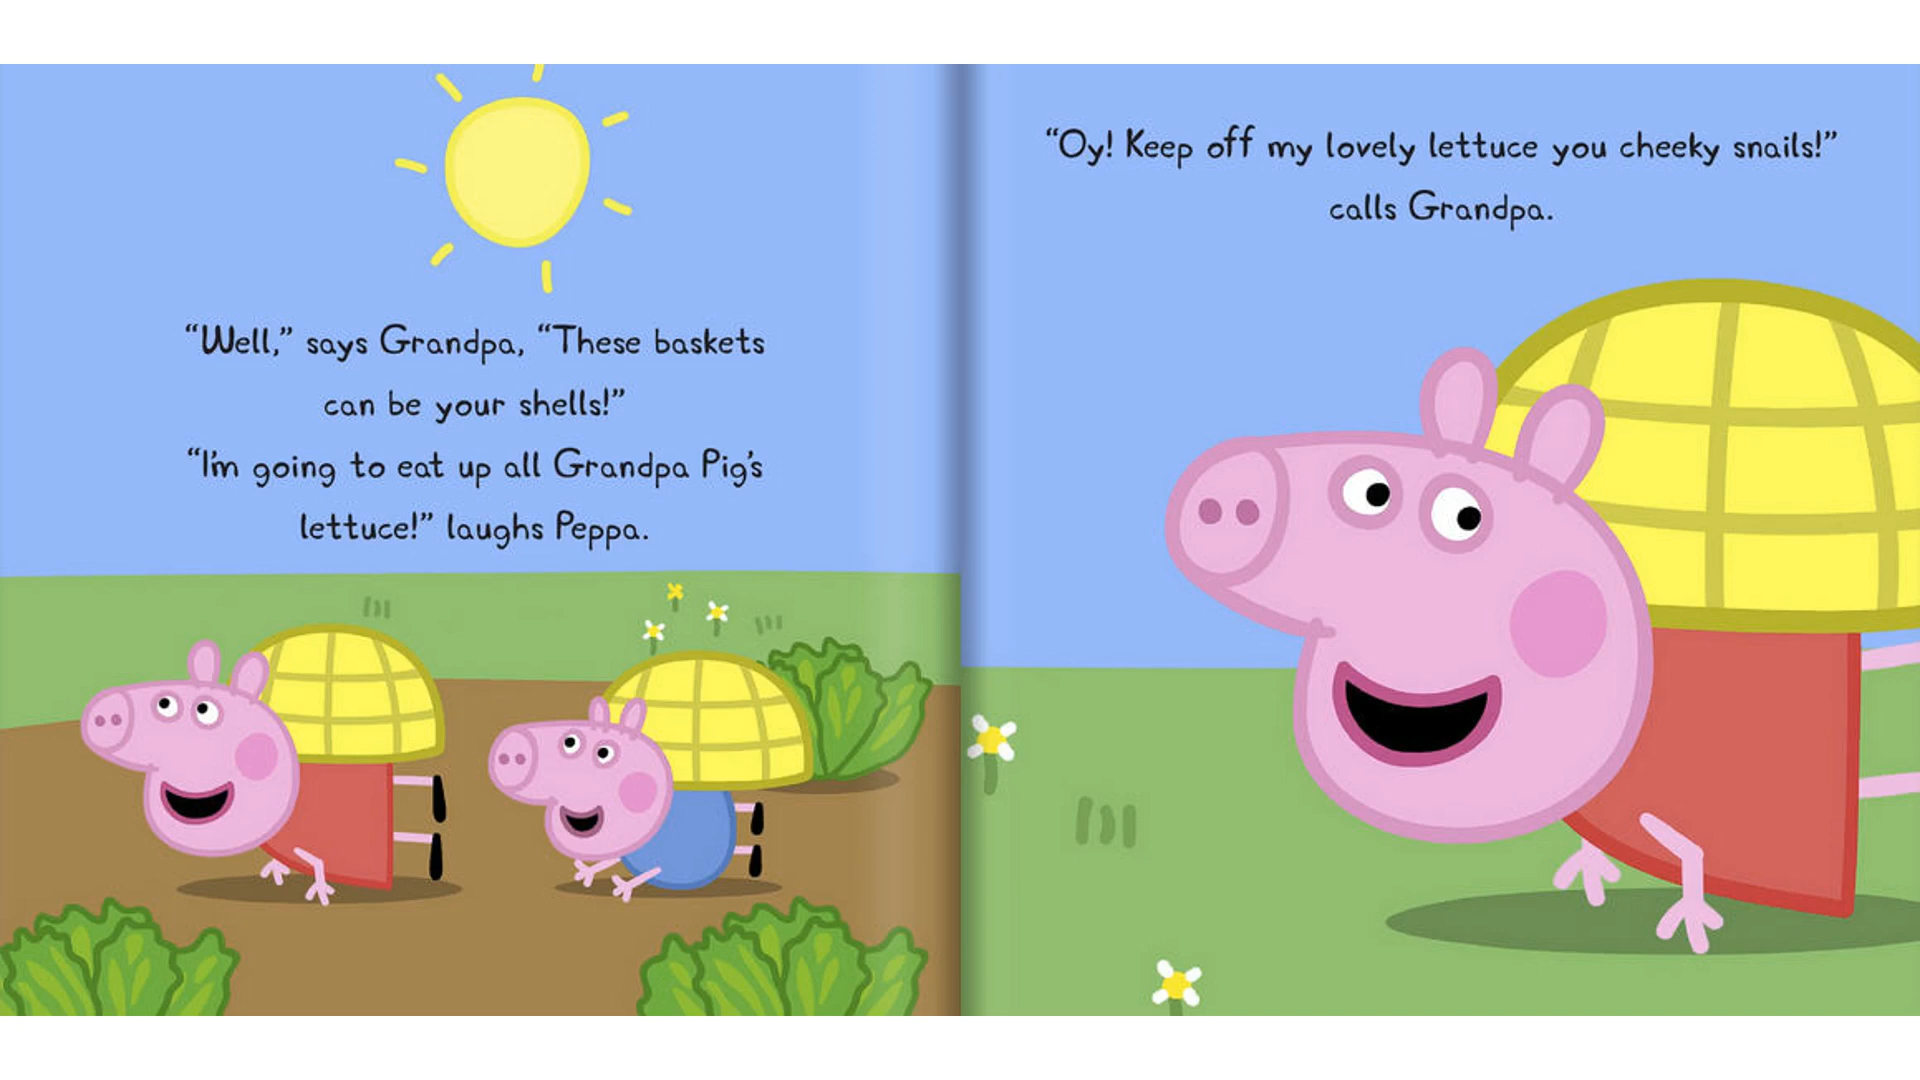 “Well,” says Grandpa, “These baskets
can be your shells!”
“I’m going to eat up all Grandpa Pig’s
lettuce!” laughs Peppa.
“Oy! Keep off my lovely lettuce you cheeky snails!”
calls Grandpa.